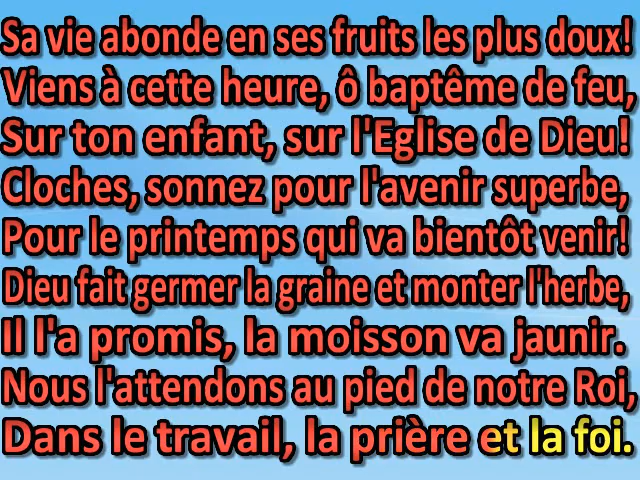 Sa vie abonde en ses fruits les plus doux!
Viens à cette heure, ô baptême de feu,
Sur ton enfant, sur l'Eglise de Dieu!
Cloches, sonnez pour l'avenir superbe,
Pour le printemps qui va bientôt venir!
Dieu fait germer la graine et monter l'herbe,
Il l'a promis, la moisson va jaunir.
Nous l'attendons au pied de notre Roi,
Dans le travail, la prière et la foi.